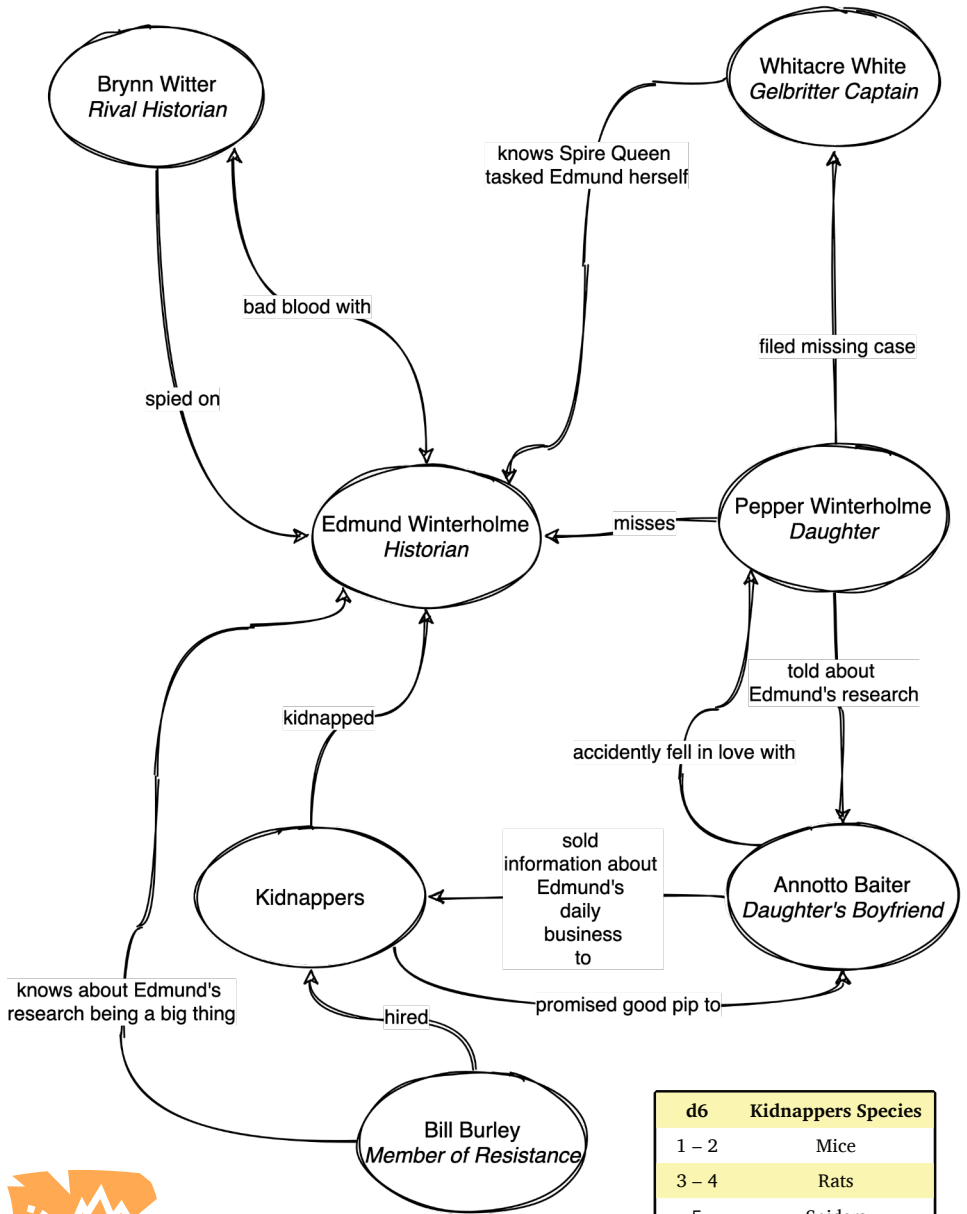 Brynn Witter
Rival Historian
Whitacre White
Gelbritter Captain
knows Spire Queen
tasked Edmund herself
bad blood with
filed missing case
spied on
Edmund Winterholme
Historian
misses
Pepper Winterholme
Daughter
told about
Edmund's research
kidnapped
accidently fell in love with
sold
information about
Edmund's
daily
business
to
Kidnappers
Annotto Baiter
Daughter's Boyfriend
knows about Edmund's
research being a big thing
promised good pip to
hired
Bill Burley
Member of Resistance
d6 Kidnappers Species
1 – 2 Mice
3 – 4 Rats
5